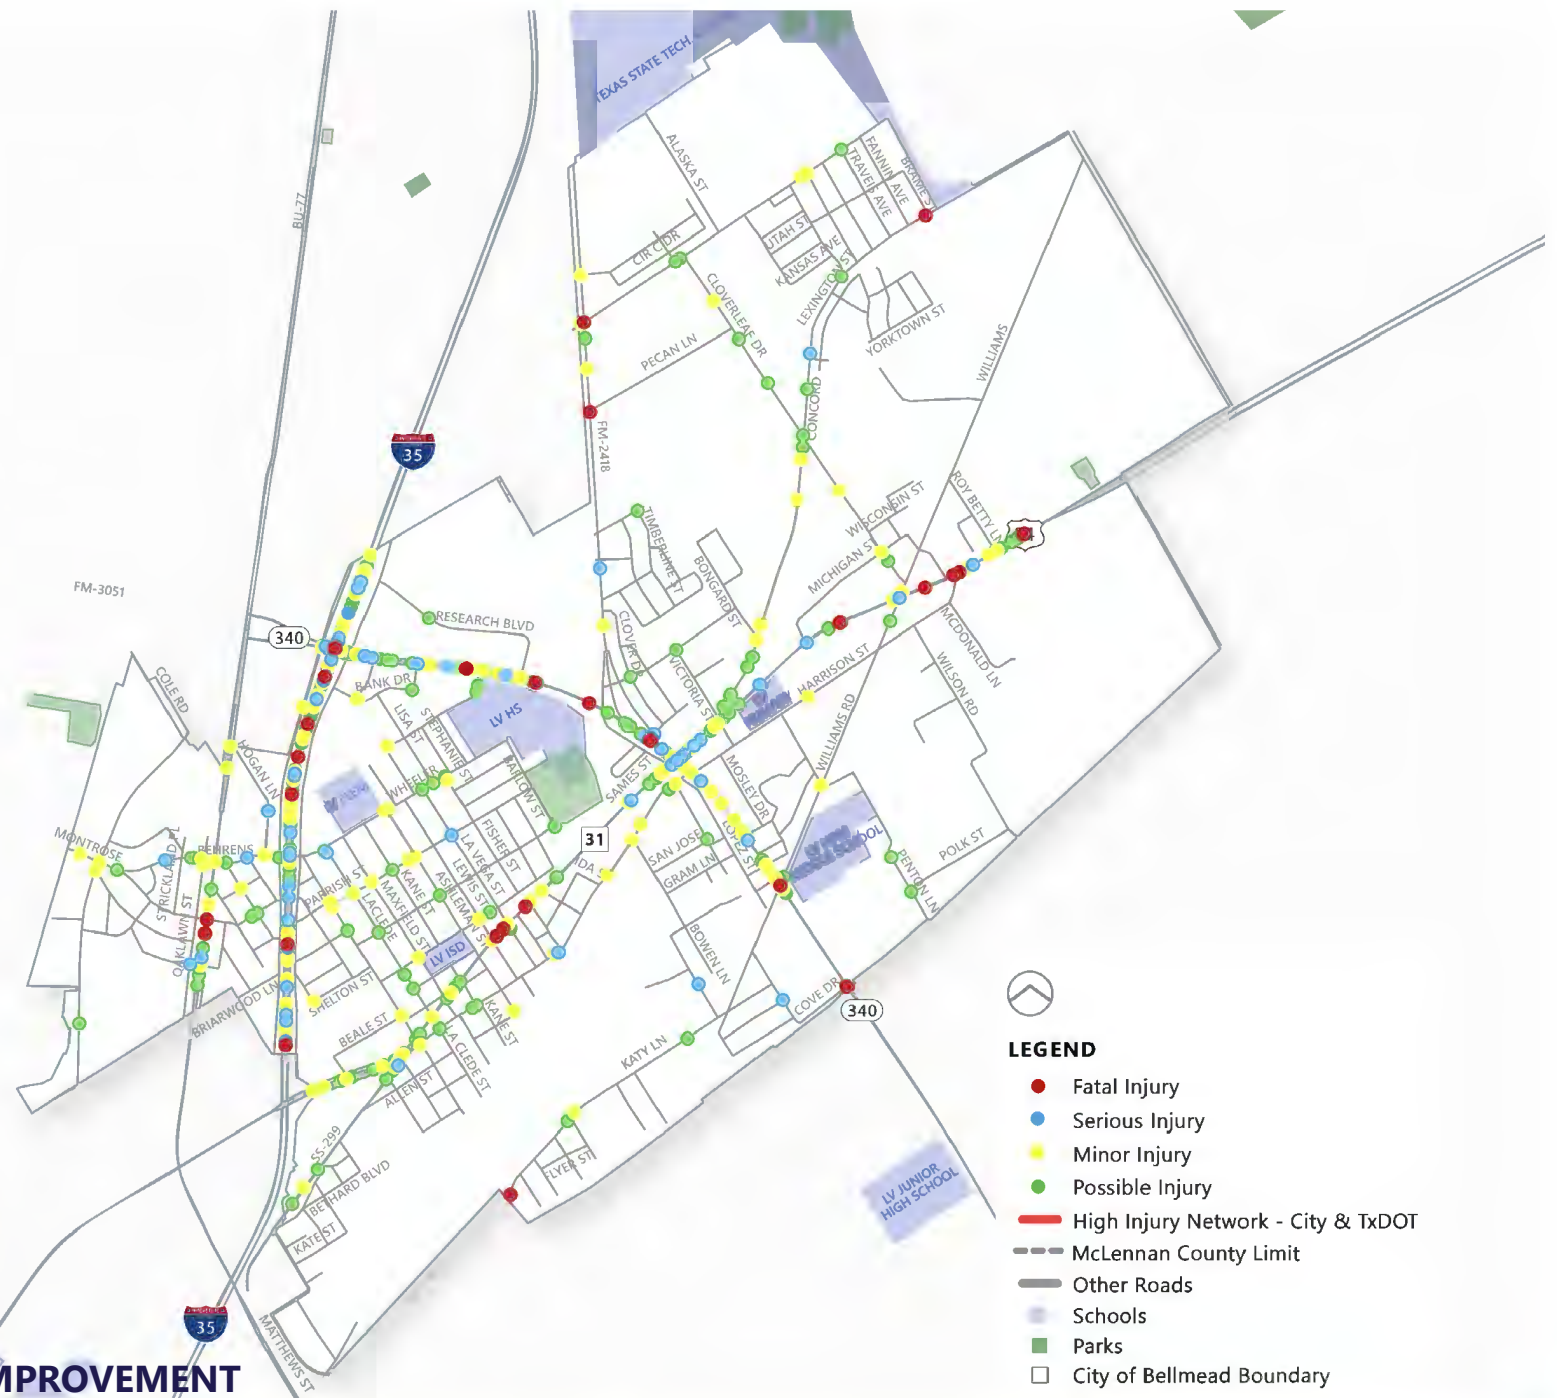 TEXAS STATE TECH.
ALASKA ST
FANNIN AVE
TRAVEIS AVE
BRAME ST
BU-77
UTAH ST
CIR C DR
KANSAS AVE
LEXINGTON ST
CLOVERLEAF DR
YORKTOWN ST
PECAN LN
WILLIAMS
CONCORD
35
FM-2418
ROY BETTY LN
WISCONSIN ST
TIMBERLINE ST
MICHIGAN ST
BONGARD ST
FM-3051
RESEARCH BLVD
340
CLOVER DR
MCDONALD LN
HARRISON ST
WILSON RD
VICTORIA ST
COLE RD
BANK DR
LISA ST
STEPHANIE ST
LV HS
WILLIAMS RD
HOGAN LN
WHEELER
BARLOW ST
SAMES ST
MOSLEY DR
31
MONTROSE
BEHRENS
FISHER ST
LA VEGA ST
IDA S
SAN JOSE
LOPEZ ST
GRAM LN
POLK ST
PENTON LN
STRICKLAND PL
PARRISH ST
KANE ST
LEWIS ST
ASHLEMAN S
MAXFIELD ST
LACLEDE
OAKLAWN ST
LV ISD
BOWEN LN
SHELTON ST
BRIARWOOD LN
BEALE ST
KANE ST
LA CLEDE ST
COVE DR
340
KATY LN
ALLEN ST
SS-299
FLYER ST
BETHARD BLVD
KATE ST
LV JUNIOR
HIGH SCHOOL
35
MATTHEWS ST
MPROVEMENT
LEGEND
Fatal Injury
Serious Injury
Minor Injury
Possible Injury
High Injury Network - City & TxDOT
McLennan County Limit
Other Roads
Schools
Parks
City of Bellmead Boundary